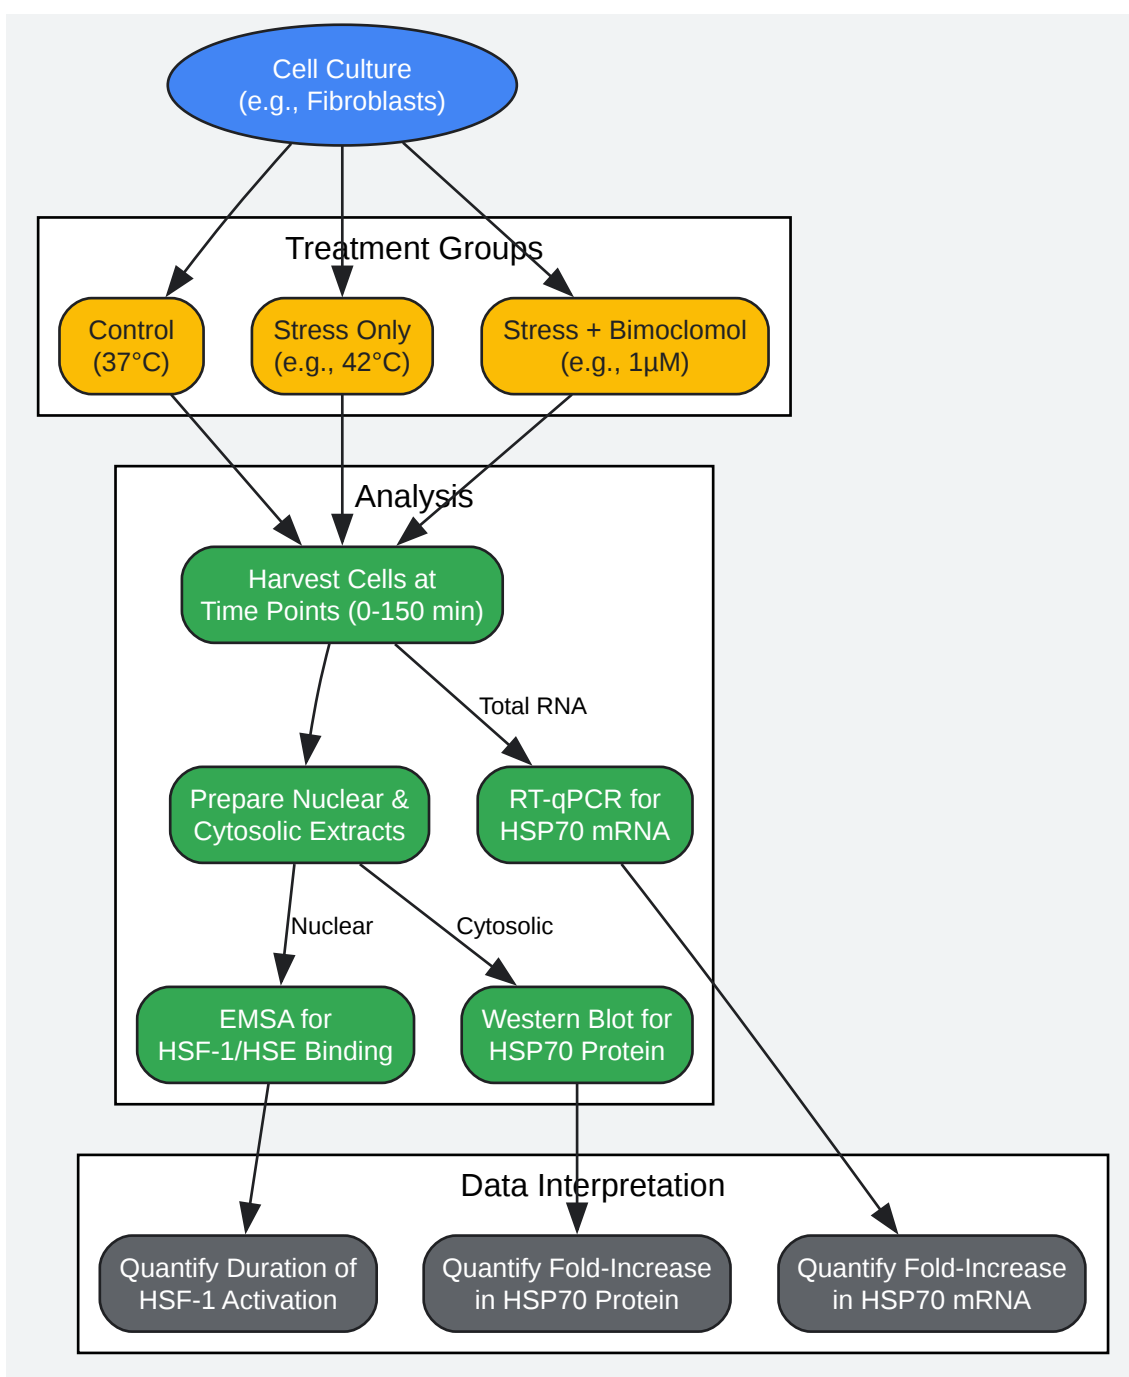 Cell Culture
(e.g., Fibroblasts)
Treatment Groups
Control
(37°C)
Stress Only
(e.g., 42°C)
Stress + Bimoclomol
(e.g., 1µM)
Analysis
Harvest Cells at
Time Points (0-150 min)
Total RNA
Prepare Nuclear &
Cytosolic Extracts
RT-qPCR for
HSP70 mRNA
Nuclear
Cytosolic
EMSA for
HSF-1/HSE Binding
Western Blot for
HSP70 Protein
Data Interpretation
Quantify Duration of
HSF-1 Activation
Quantify Fold-Increase
in HSP70 Protein
Quantify Fold-Increase
in HSP70 mRNA